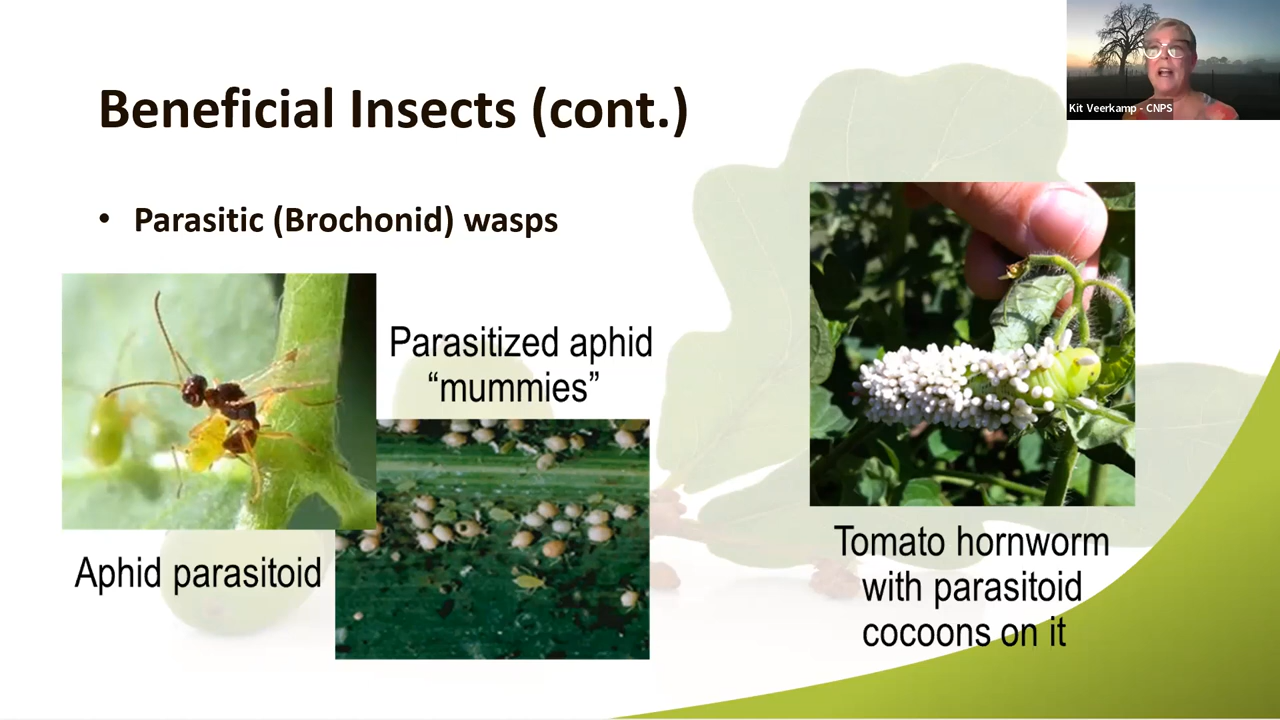 Beneficial Insects (cont.)
Kit Veerkamp - CNPS
• Parasitic (Brochonid) wasps
Parasitized aphid
“mummies”
Aphid parasitoid
Tomato hornworm
with parasitoid
cocoons on it